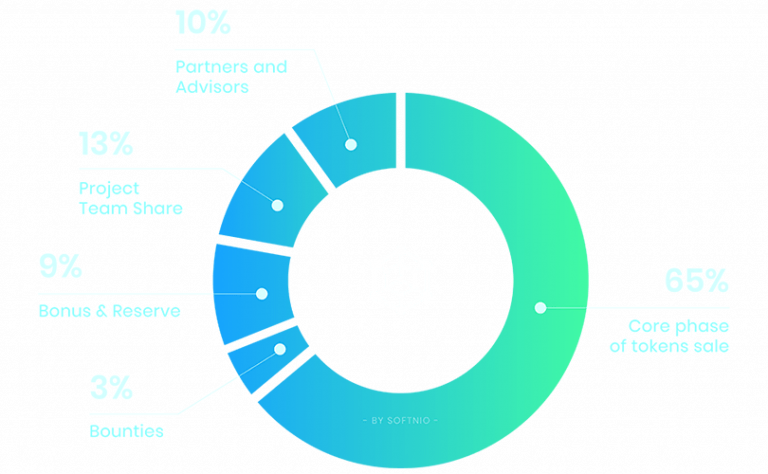 10%
Partners and
Advisors
13%
Project
Team Share
9%
Bonus & Reserve
3%
Bounties
65%
Core phase
of tokens sale
- BY SOFTNIO -